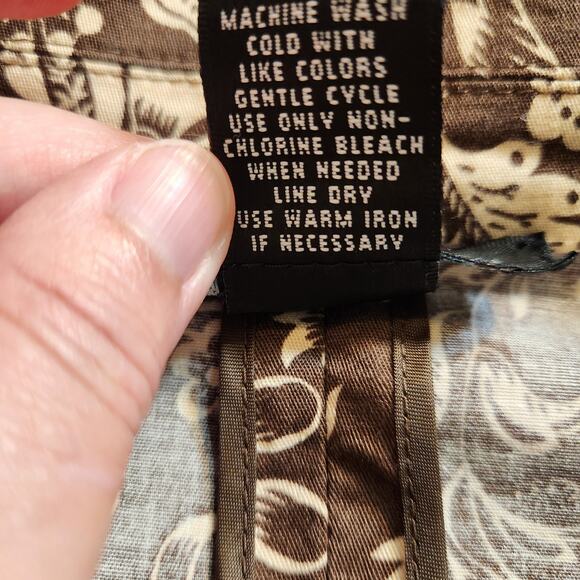 MACHINE WASH
COLD WITH
LIKE COLORS
GENTLE CYCLE
USE ONLY NON-
CHLORINE BLEACH
WHEN NEEDED
LINE DRY
USE WARM IRON
IF NECESSARY